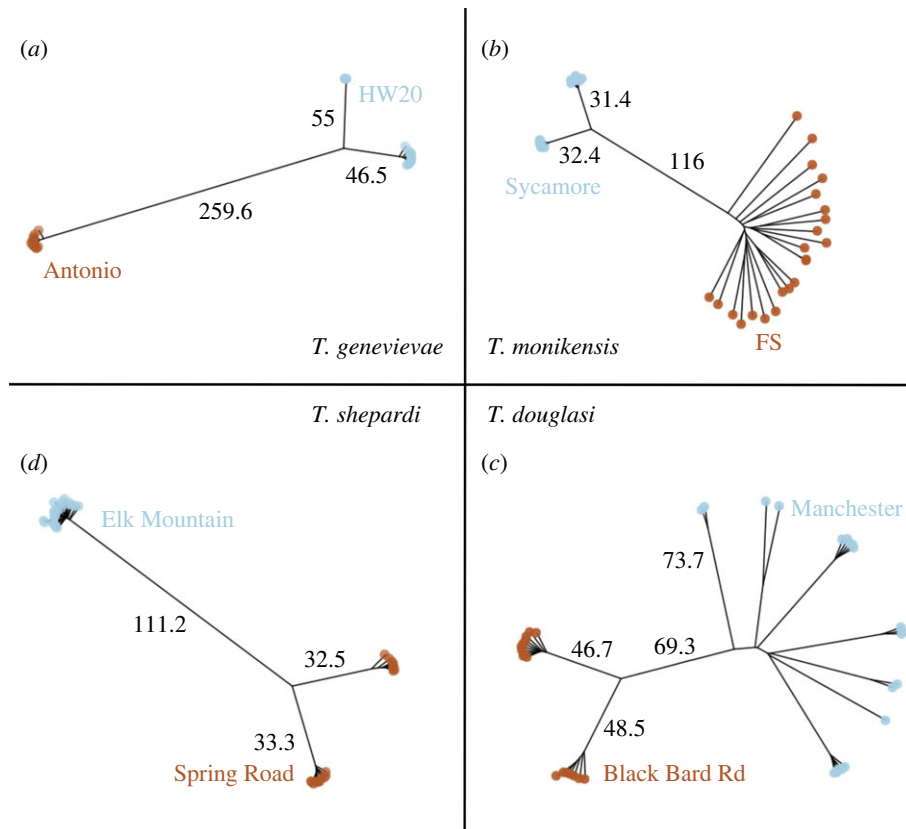 (a)
HW20
55
46.5
259.6
Antonio
T. genevievae
(b)
31.4
32.4
116
Sycamore
FS
T. monikensis
T. shepardi
(d)
Elk Mountain
111.2
32.5
33.3
Spring Road
T. douglasi
(c)
Manchester
73.7
46.7
69.3
48.5
Black Bard Rd